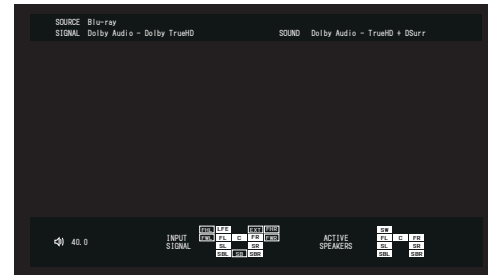 SOURCE Blu-ray
SIGNAL Dolby Audio - Dolby TrueHD SOUND Dolby Audio - TrueHD + DSurr
FHL LFE EXT FHR SW
40.0 INPUT SIGNAL FWL FL C FR FWR ACTIVE SPEAKERS FL C FR
SL SR SL SR
SBL SB SBR SBL SBR